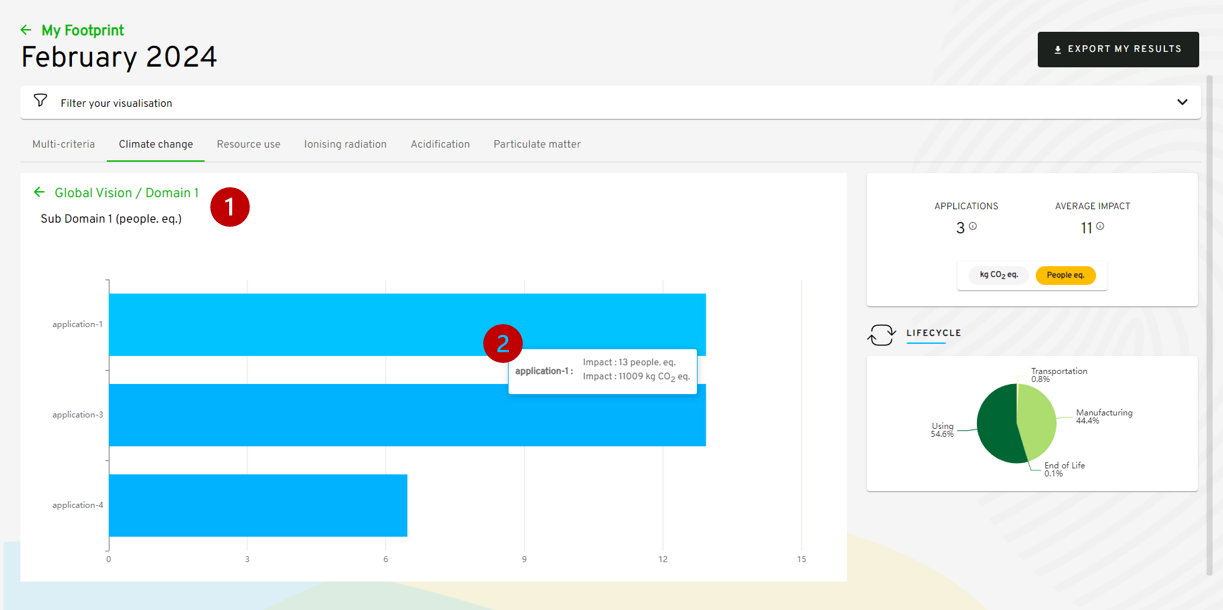 My Footprint
February 2024
EXPORT MY RESULTS
Filter your visualisation
Multi-criteria Climate change Resource use Ionising radiation Acidification Particulate matter
Global Vision / Domain 1
1
Sub Domain 1 (people. eq.)
APPLICATIONS AVERAGE IMPACT
3 11
kg CO2 eq. People eq.
LIFECYCLE
Transportation
0.8%
Manufacturing
44.4%
Using
54.6%
End of Life
0.1%
application-1
2
application-1 :
Impact : 13 people. eq.
Impact : 11009 kg CO2 eq.
application-3
application-4
0 3 6 9 12 15